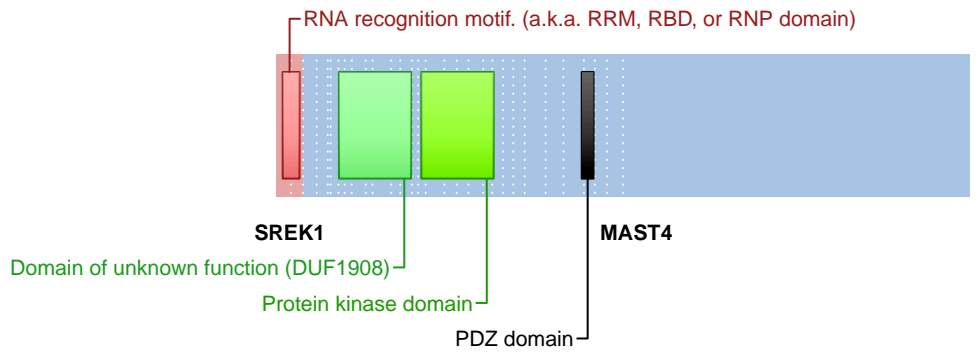 RNA recognition motif. (a.k.a. RRM, RBD, or RNP domain)
SREK1
MAST4
Domain of unknown function (DUF1908)
Protein kinase domain
PDZ domain